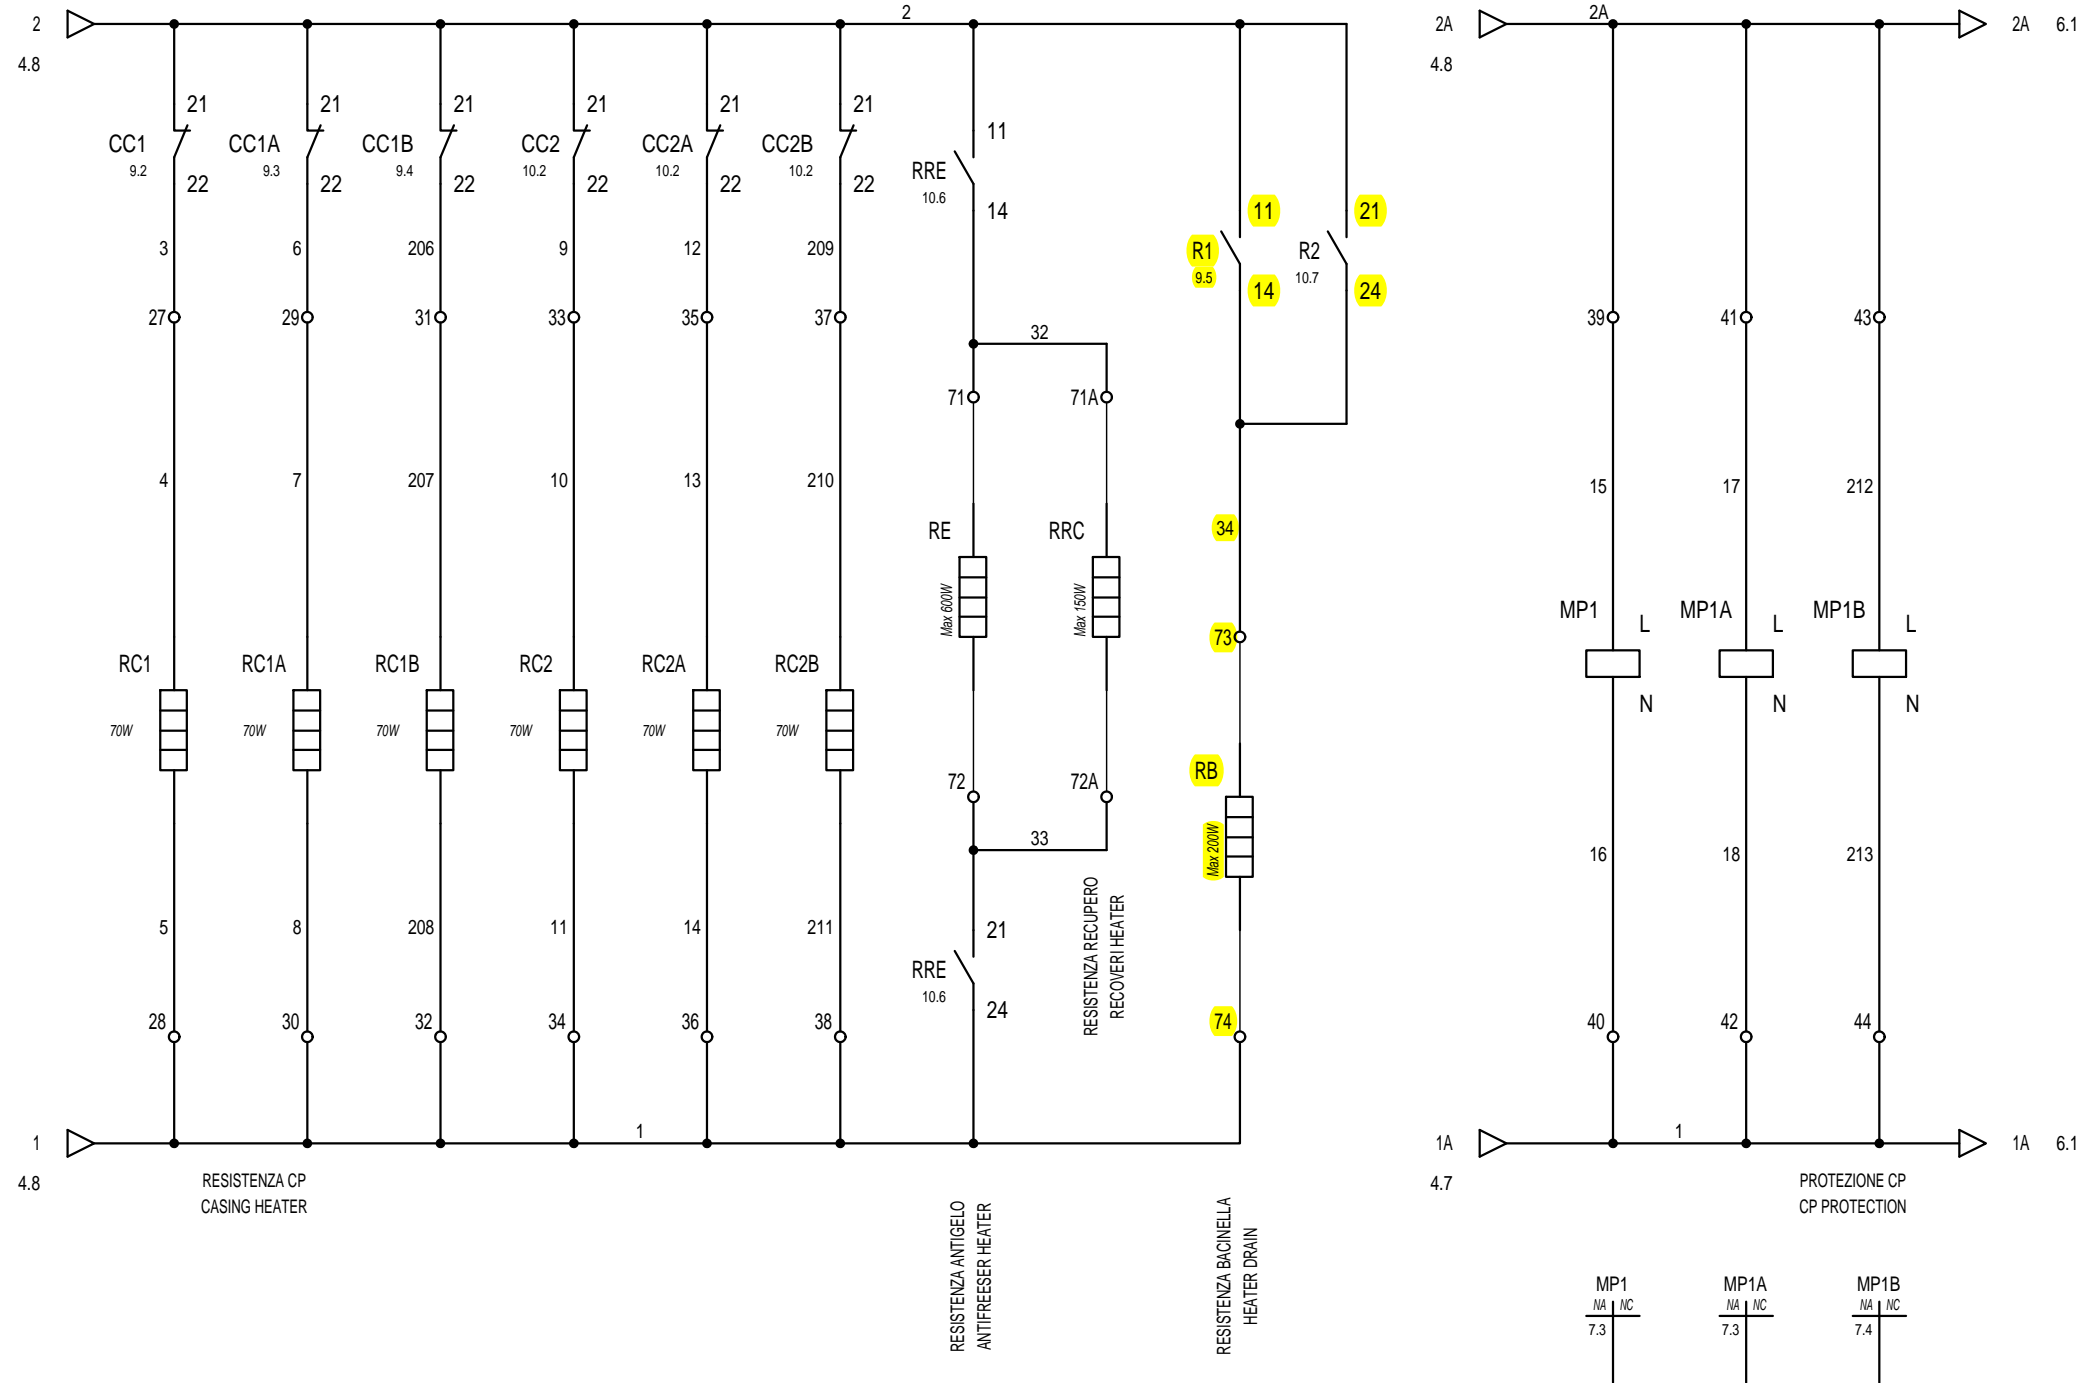 2
2
2A
2A
2A 6.1
4.8
4.8
21
21
21
21
21
21
CC1
CC1A
CC1B
CC2
CC2A
CC2B
11
9.2
9.3
9.4
10.2
10.2
10.2
RRE
22
22
22
22
22
22
10.6
14
11
21
3
6
206
9
12
209
R1
R2
9.5
10.7
14
24
27
29
31
33
35
37
32
39
41
43
71
71A
4
7
207
10
13
210
15
17
212
RE
RRC
34
Max 600W
Max 150W
MP1
L
MP1A
L
MP1B
L
73
RC1
RC1A
RC1B
RC2
RC2A
RC2B
N
N
N
70W
70W
70W
70W
70W
70W
72
72A
RB
Max 200W
33
16
18
213
5
8
208
11
14
211
21
RRE
10.6
24
RESISTENZA RECUPERO
RECOVERI HEATER
28
30
32
34
36
38
74
40
42
44
1
1
1A
1
1A 6.1
4.8
4.7
RESISTENZA CP
CASING HEATER
RESISTENZA ANTIGELO
ANTIFREESER HEATER
RESISTENZA BACINELLA
HEATER DRAIN
PROTEZIONE CP
CP PROTECTION
MP1
MP1A
MP1B
NA NC
NA NC
NA NC
7.3
7.3
7.4